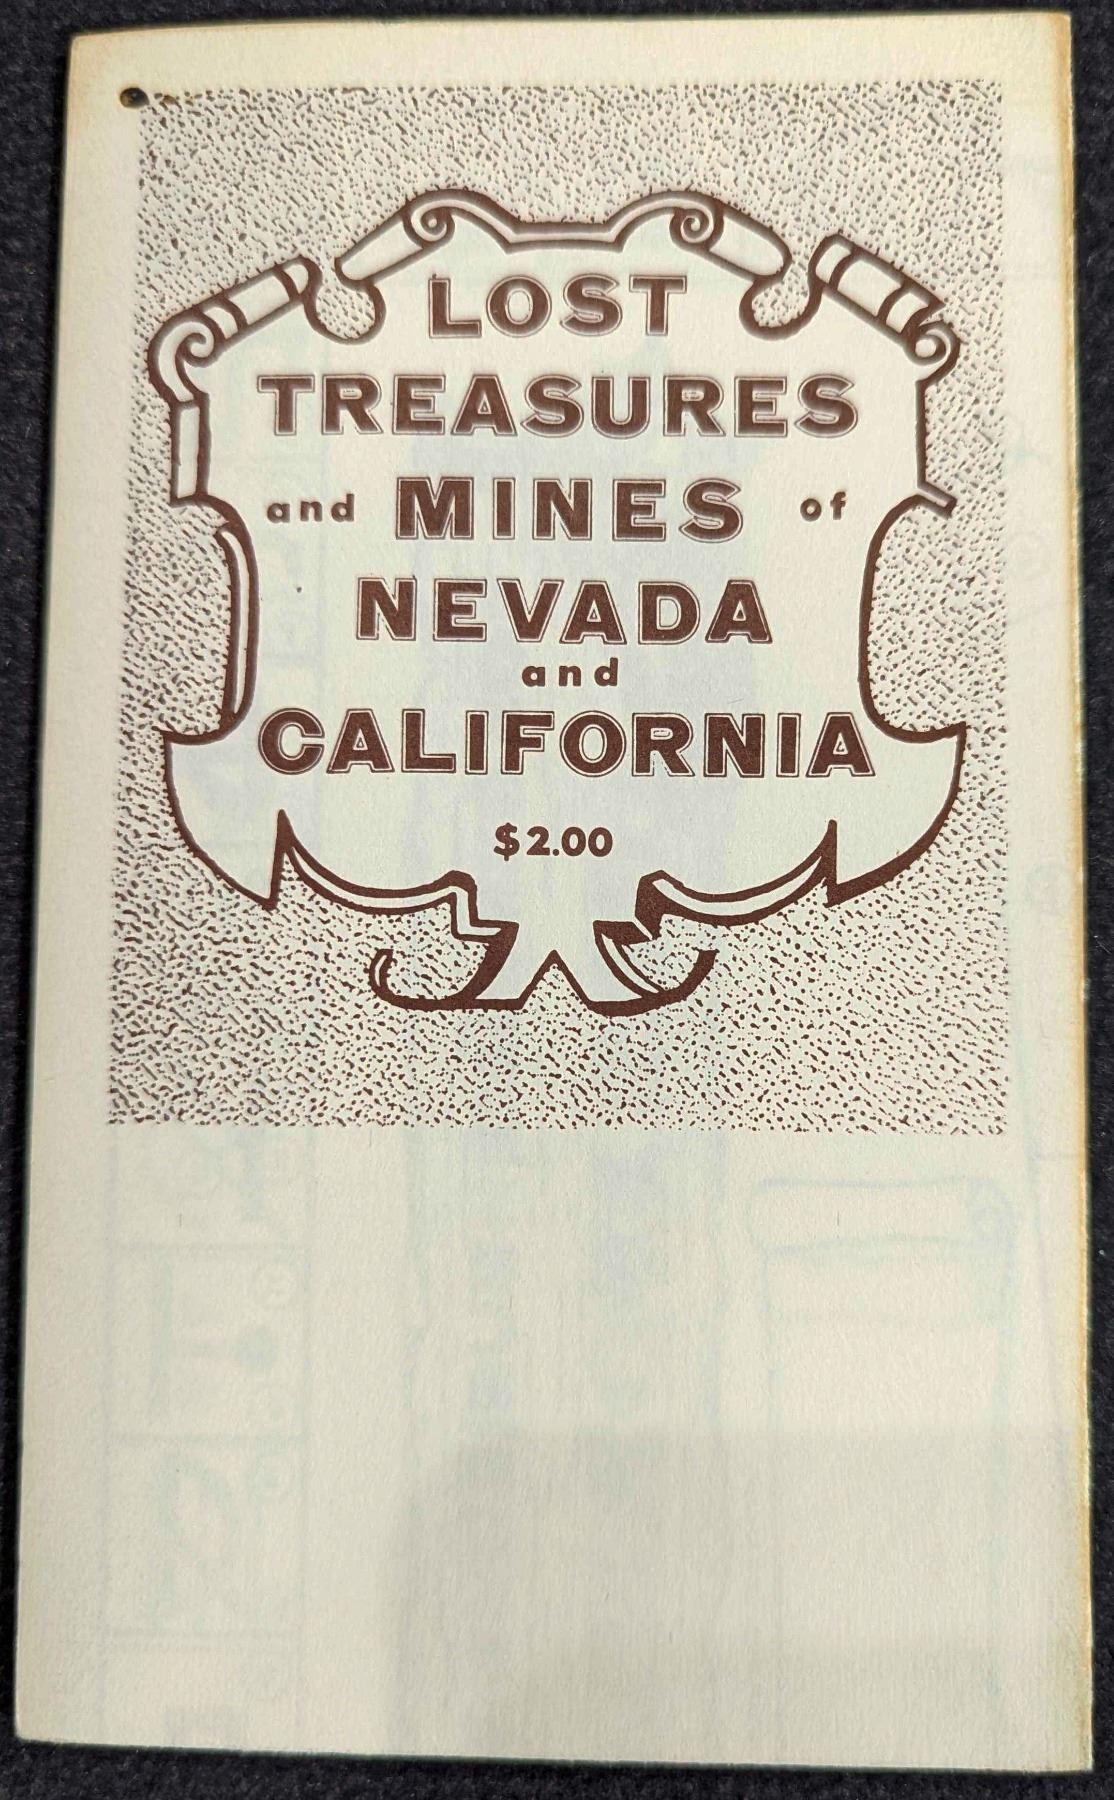 LOST
TREASURES
and MINES of
NEVADA
and
CALIFORNIA
$2.00